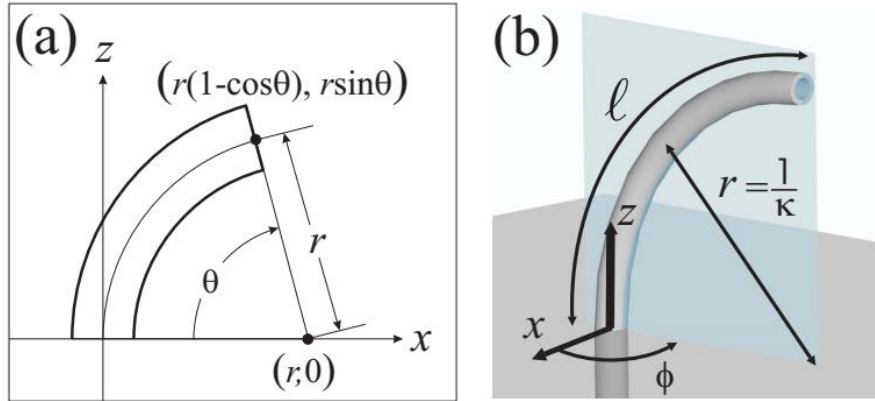 (a)
z
(r(1-cosθ), rsinθ)
r
θ
x
(r,0)
(b)
ℓ
r = 1/κ
z
x
ϕ